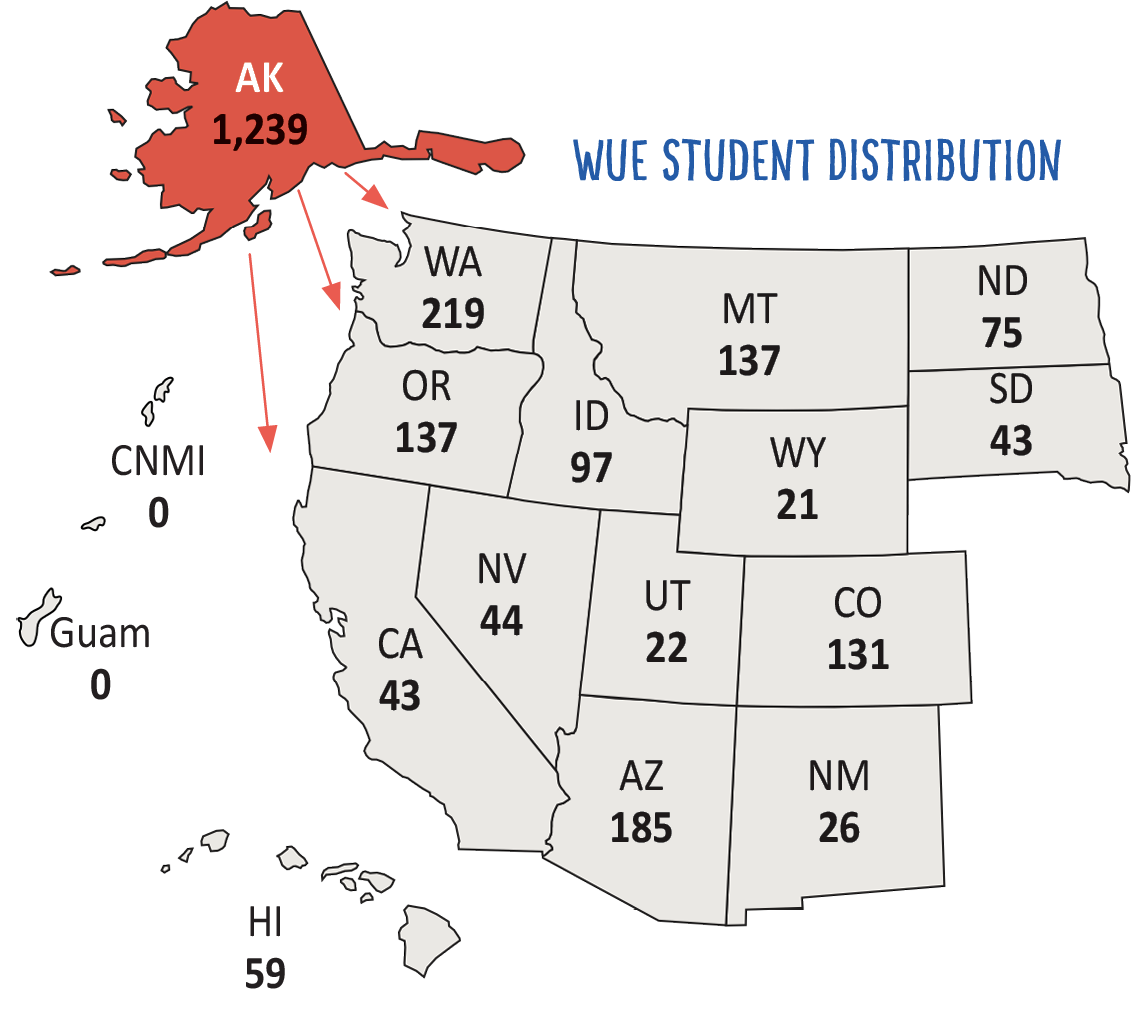 AK
1,239
WUE STUDENT DISTRIBUTION
WA
219
MT
137
ND
75
OR
137
ID
97
SD
43
WY
21
CNMI
0
NV
44
UT
22
CO
131
Guam
0
CA
43
AZ
185
NM
26
HI
59